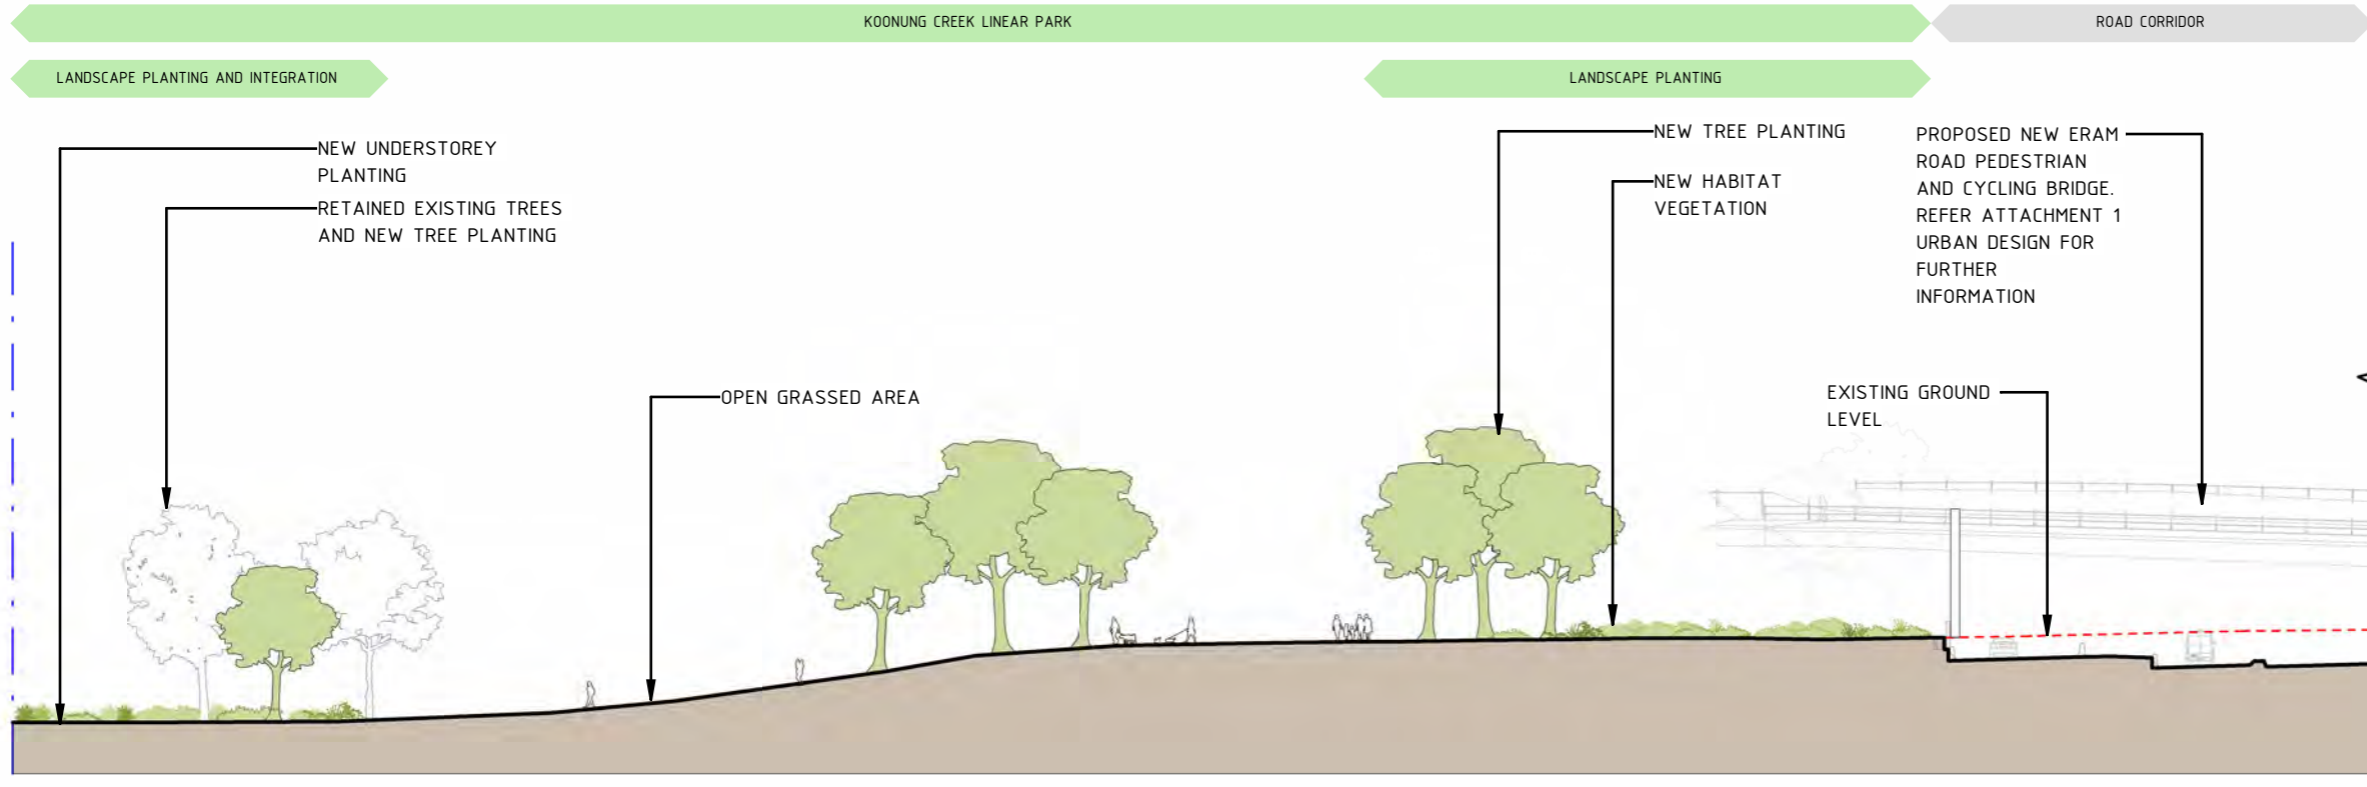 KOONUNG CREEK LINEAR PARK
ROAD CORRIDOR
LANDSCAPE PLANTING AND INTEGRATION
LANDSCAPE PLANTING
NEW UNDERSTOREY
PLANTING
RETAINED EXISTING TREES
AND NEW TREE PLANTING
OPEN GRASSED AREA
NEW TREE PLANTING
NEW HABITAT
VEGETATION
PROPOSED NEW ERAM
ROAD PEDESTRIAN
AND CYCLING BRIDGE.
REFER ATTACHMENT 1
URBAN DESIGN FOR
FURTHER
INFORMATION
EXISTING GROUND
LEVEL